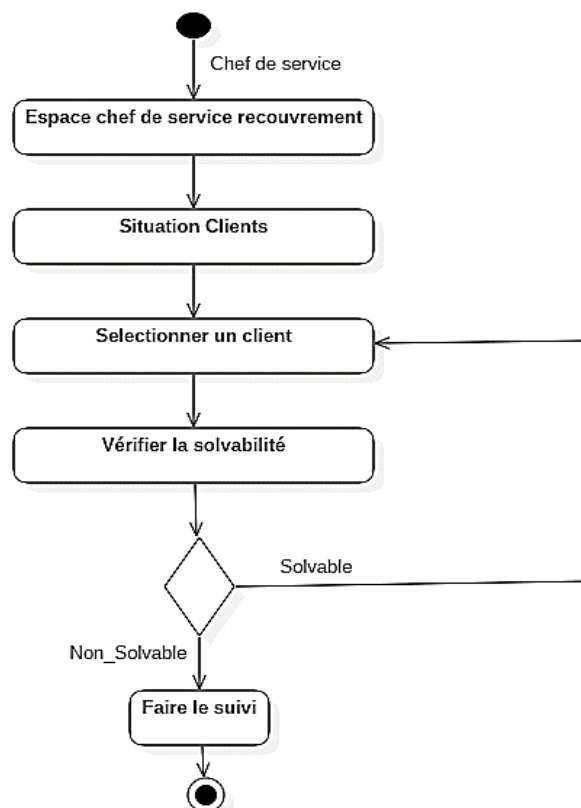 Chef de service
Espace chef de service recouvrement
Situation Clients
Selectionner un client
Vérifier la solvabilité
Solvable
Non_Solvable
Faire le suivi